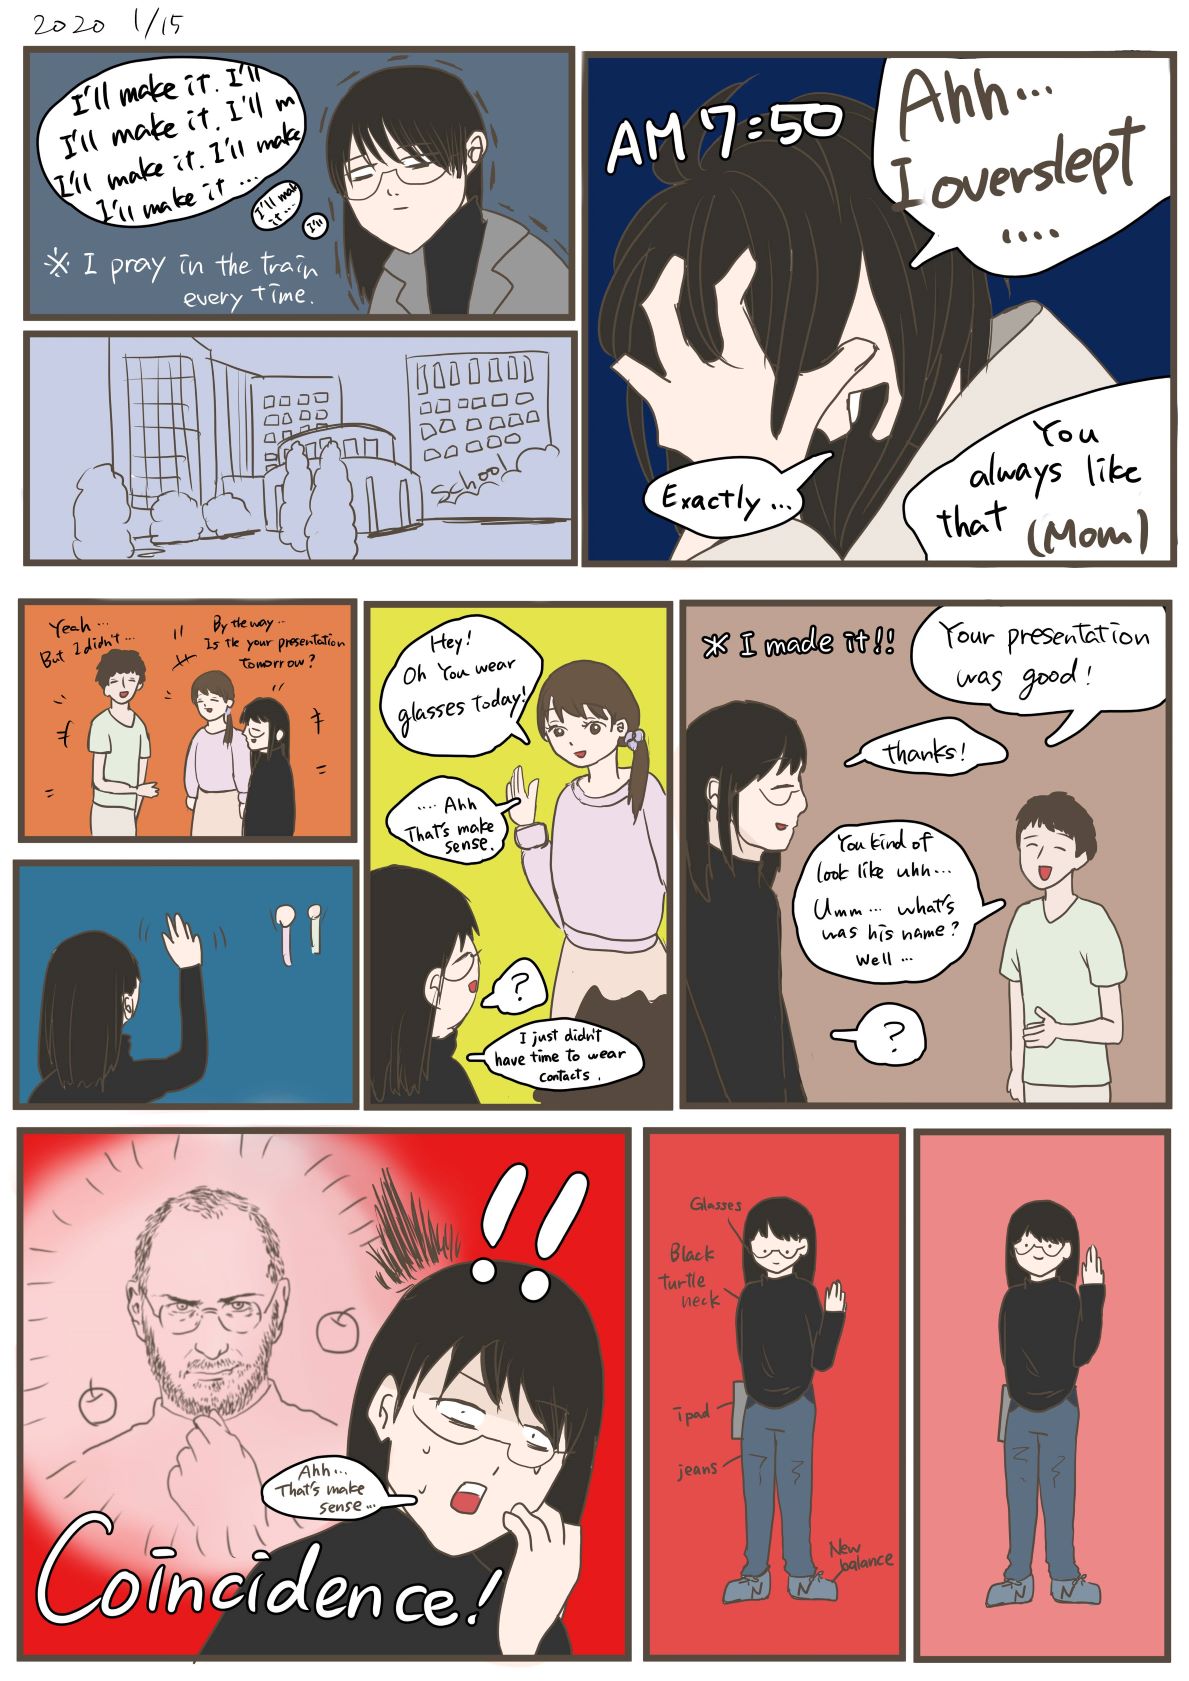 2020 1/15
Ahh...
I overslept
....
AM 7:50
You
always like
that (Mom)
Exactly...
I'll make it. I'll
I'll make it. I'll m
I'll make it. I'll make
I'll make it ...
I'll mak
it ....
I'll
※ I pray in the train
every time.
School
※ I made it!!
Your presentation
was good!
thanks!
You kind of
look like uhh...
Umm... what's
was his name?
Well ...
?
Hey!
Oh You wear
glasses today!
.... Ahh
That's make
sense.
?
I just didn't
have time to wear
contacts.
By the way..
Is the your presentation
tomorrow?
Yeah...
But I didn't...
Glasses
Black
turtle
neck
ipad
jeans
New
balance
N N
N N
!!
Ahh...
That's make
sense...
Coincidence!